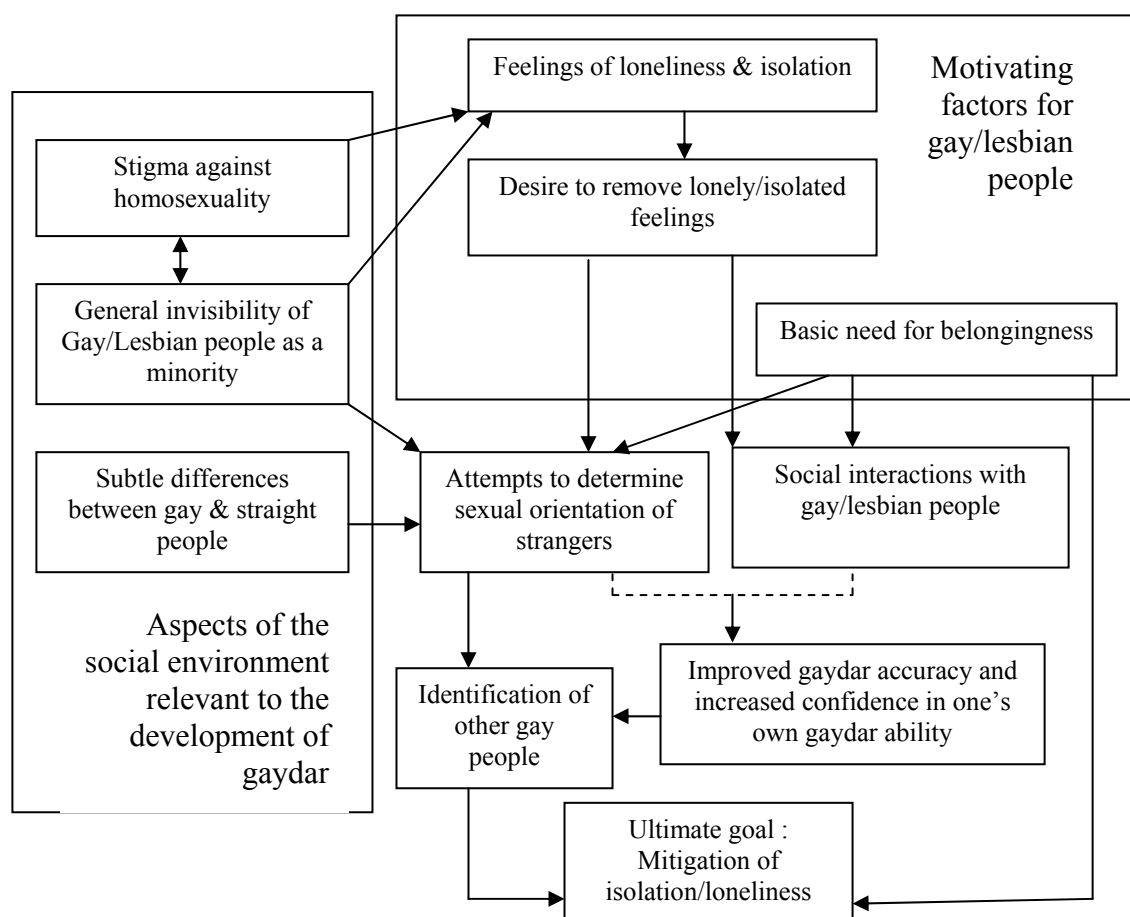 Feelings of loneliness & isolation
Motivating
factors for
gay/lesbian
people
Stigma against
homosexuality
Desire to remove lonely/isolated
feelings
General invisibility of
Gay/Lesbian people as a
minority
Basic need for belongingness
Subtle differences
between gay & straight
people
Attempts to determine
sexual orientation of
strangers
Social interactions with
gay/lesbian people
Aspects of the
social environment
relevant to the
development of
gaydar
Identification of
other gay
people
Improved gaydar accuracy and
increased confidence in one’s
own gaydar ability
Ultimate goal :
Mitigation of
isolation/loneliness